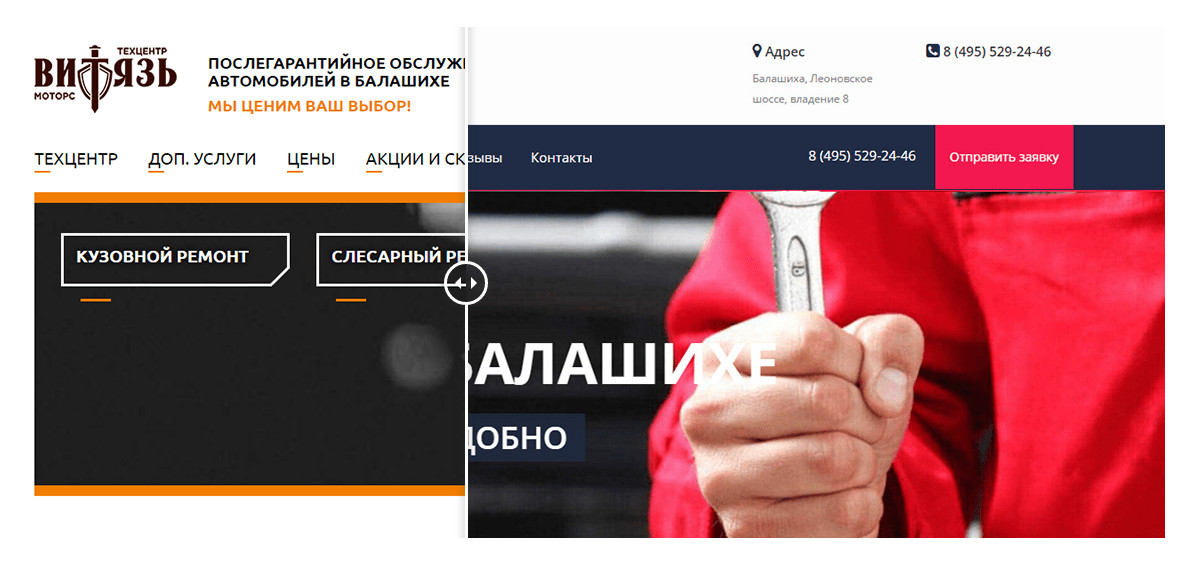 ТЕХЦЕНТР
ВИТЯЗЬ
МОТОРС
ПОСЛЕГАРАНТИЙНОЕ ОБСЛУЖИ
АВТОМОБИЛЕЙ В БАЛАШИХЕ
МЫ ЦЕНИМ ВАШ ВЫБОР!
Адрес
8 (495) 529-24-46
Балашиха, Леоновское
шоссе, владение 8
ТЕХЦЕНТР ДОП. УСЛУГИ ЦЕНЫ АКЦИИ И СК
зывы Контакты 8 (495) 529-24-46 Отправить заявку
КУЗОВНОЙ РЕМОНТ СЛЕСАРНЫЙ РЕ
БАЛАШИХЕ
ДОБНО